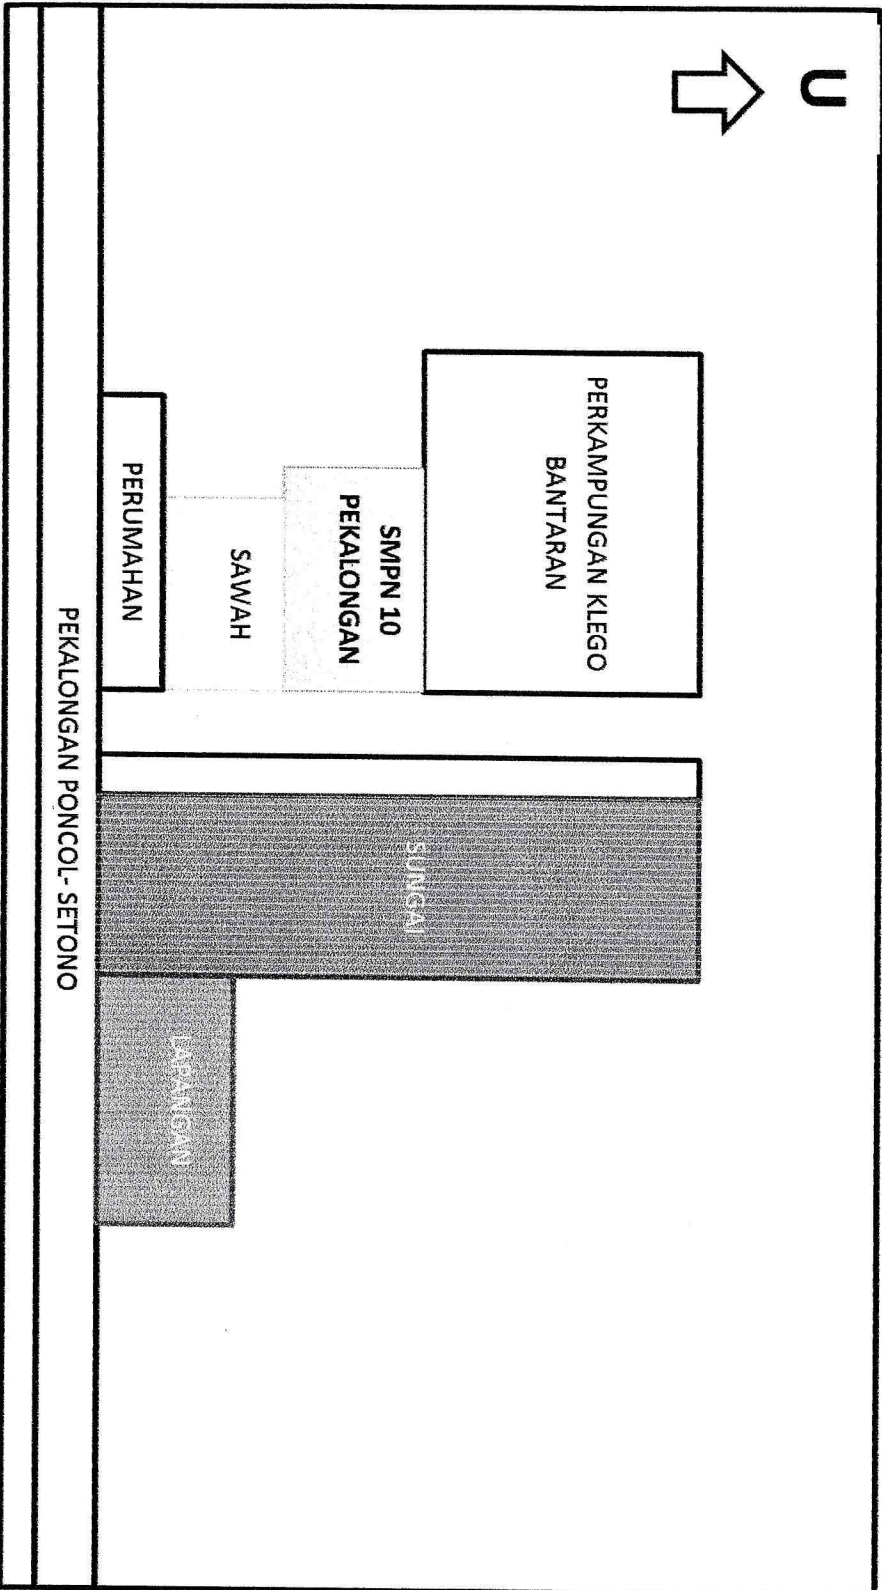 U
PERKAMPUNGAN KLEGO
BANTARAN
SMPN 10
PEKALONGAN
SAWAH
PERUMAHAN
SUNGAI
LAPANGAN
PEKALONGAN PONCOL- SETONO